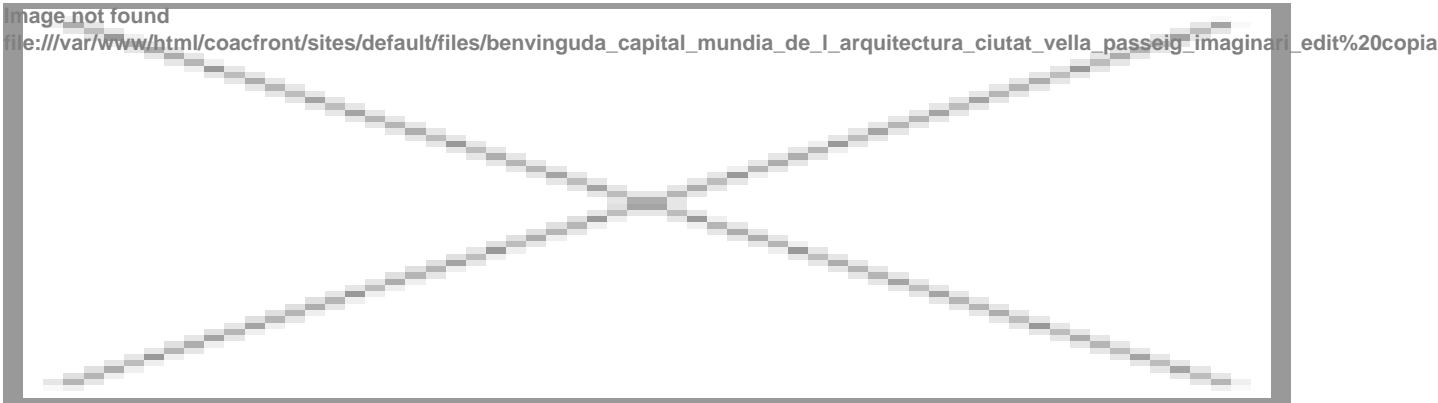 Image not found
file:///var/www/html/coacfront/sites/default/files/benvinguda_capital_mundia_de_l_arquitectura_ciutat_vella_passeig_imaginari_edit%20copia